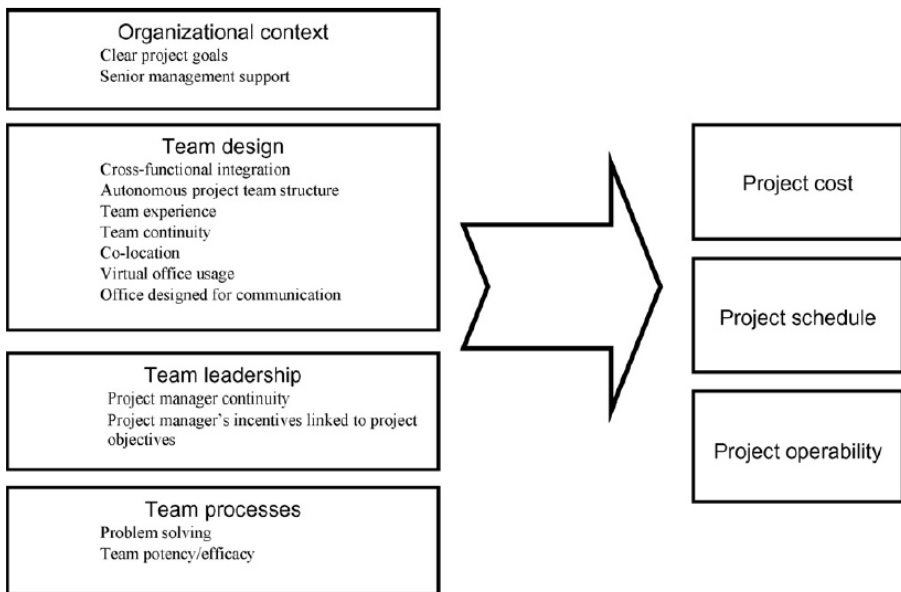 Organizational context
Clear project goals
Senior management support
Team design
Cross-functional integration
Autonomous project team structure
Team experience
Team continuity
Co-location
Virtual office usage
Office designed for communication
Team leadership
Project manager continuity
Project manager's incentives linked to project
objectives
Team processes
Problem solving
Team potency/efficacy
Project cost
Project schedule
Project operability